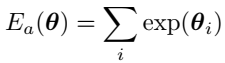 $E_a(\boldsymbol{\theta}) = \sum_i \exp(\boldsymbol{\theta}_i)$